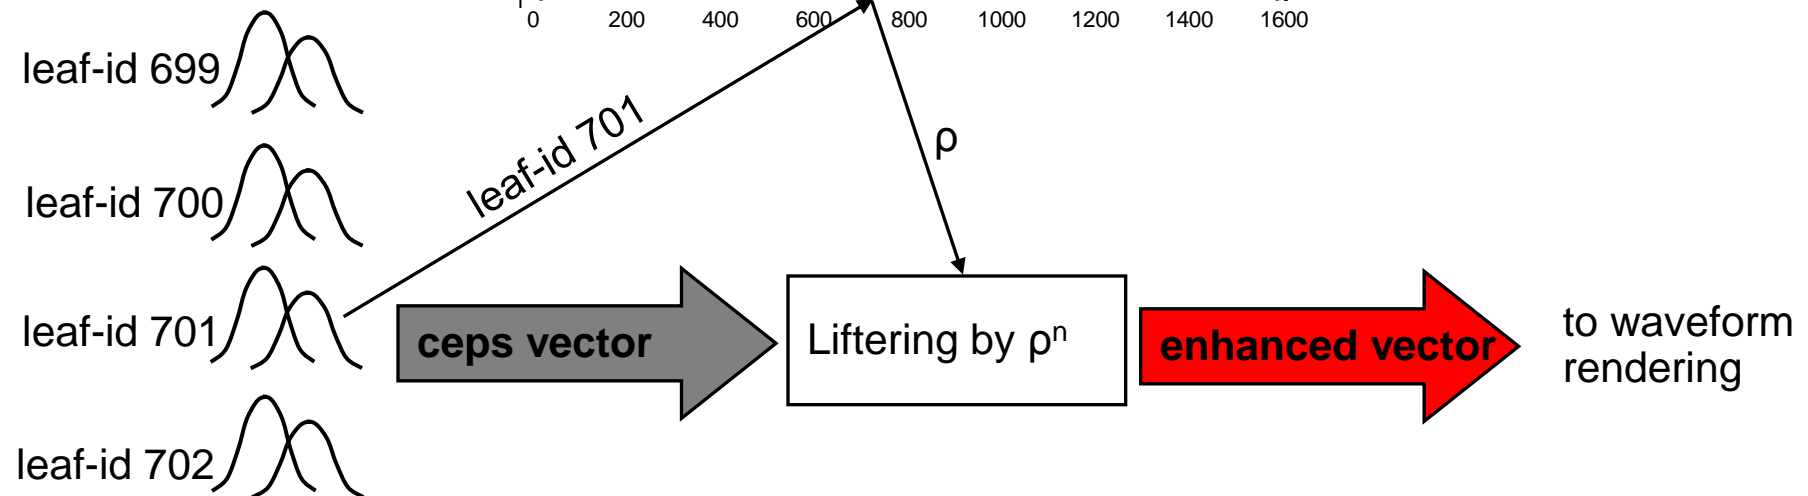 0 200 400 600 800 1000 1200 1400 1600
leaf-id 699
leaf-id 701
ρ
leaf-id 700
leaf-id 701
ceps vector
Liftering by ρⁿ
enhanced vector
to waveform
rendering
leaf-id 702